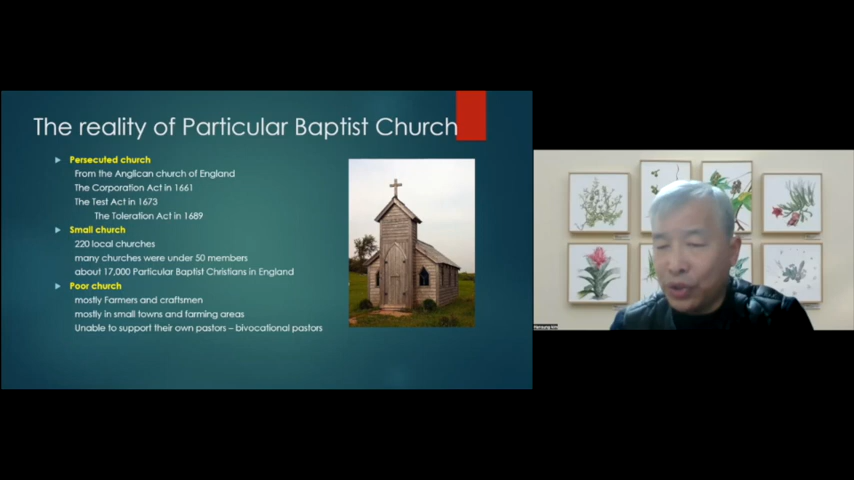 The reality of Particular Baptist Church
Persecuted church
From the Anglican church of England
The Corporation Act in 1661
The Test Act in 1673
The Toleration Act in 1689
Small church
220 local churches
many churches were under 50 members
about 17,000 Particular Baptist Christians in England
Poor church
mostly Farmers and craftsmen
mostly in small towns and farming areas
Unable to support their own pastors – bivocational pastors